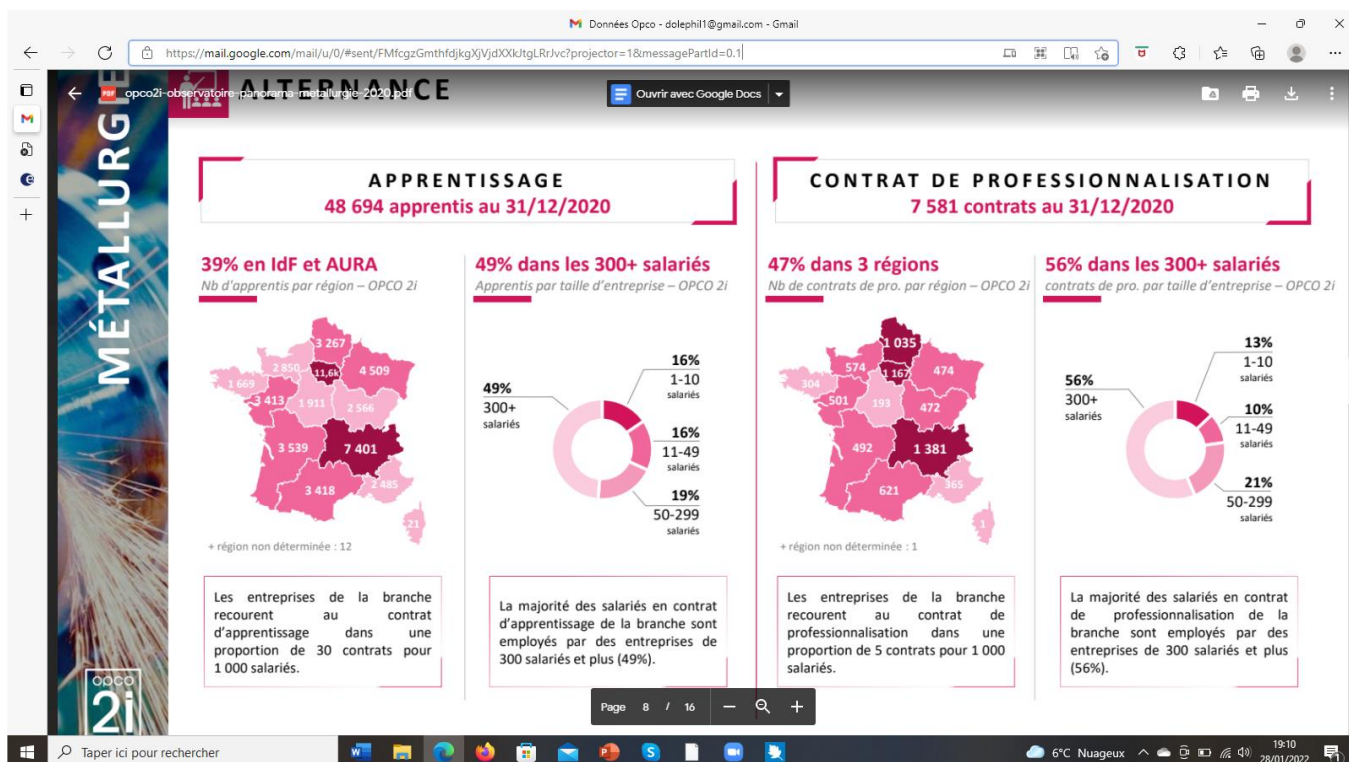 Données Opco - dolephil1@gmail.com - Gmail
https://mail.google.com/mail/u/0/#sent/FMfcgzGmthfdjkgXjVjdXXkJtgLRrJvc?projector=1&messagePartId=0.1
opco2i-observatoire-panorama-metallurgie-2020.pdf
Ouvrir avec Google Docs
ALTERNANCE
MÉTALLURGIE
APPRENTISSAGE
48 694 apprentis au 31/12/2020
CONTRAT DE PROFESSIONNALISATION
7 581 contrats au 31/12/2020
39% en IdF et AURA
Nb d'apprentis par région – OPCO 2i
3 267
2 850
11,6k
4 509
1 669
3 413
1 911
2 566
3 539
7 401
3 418
2 485
21
+ région non déterminée : 12
Les entreprises de la branche
recourent au contrat
d'apprentissage dans une
proportion de 30 contrats pour
1 000 salariés.
49% dans les 300+ salariés
Apprentis par taille d'entreprise – OPCO 2i
49%
300+
salariés
16%
1-10
salariés
16%
11-49
salariés
19%
50-299
salariés
La majorité des salariés en contrat
d'apprentissage de la branche sont
employés par des entreprises de
300 salariés et plus (49%).
47% dans 3 régions
Nb de contrats de pro. par région – OPCO 2i
1 035
574
1 167
474
304
501
193
472
492
1 381
621
365
1
+ région non déterminée : 1
Les entreprises de la branche
recourent au contrat de
professionnalisation dans une
proportion de 5 contrats pour 1 000
salariés.
56% dans les 300+ salariés
contrats de pro. par taille d'entreprise – OPCO 2i
56%
300+
salariés
13%
1-10
salariés
10%
11-49
salariés
21%
50-299
salariés
La majorité des salariés en contrat
de professionnalisation de la
branche sont employés par des
entreprises de 300 salariés et plus
(56%).
opco
2i
Page 8 / 16
Taper ici pour rechercher
6°C Nuageux
19:10
28/01/2022